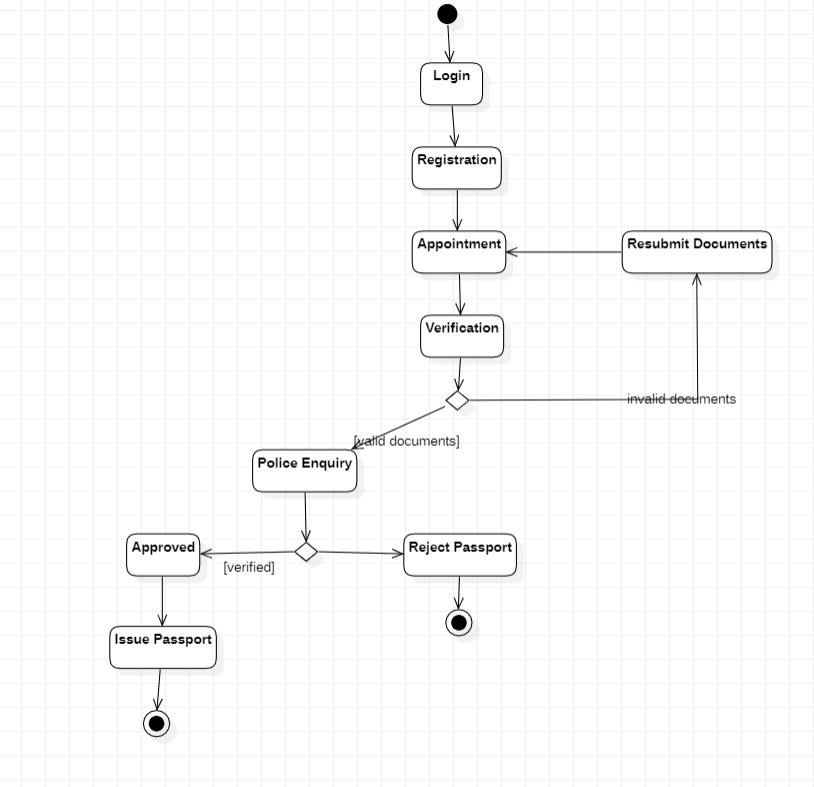 Login
Registration
Appointment
Resubmit Documents
Verification
invalid documents
[valid documents]
Police Enquiry
Approved
Reject Passport
[verified]
Issue Passport